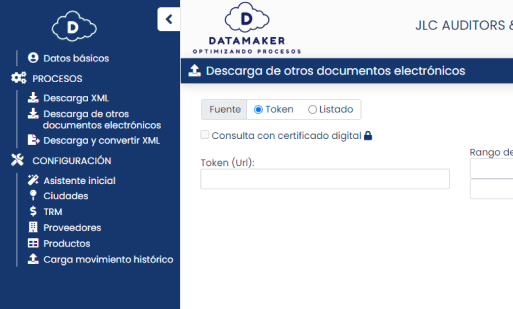 D
Datos básicos
PROCESOS
Descarga XML
Descarga de otros
documentos electrónicos
Descarga y convertir XML
CONFIGURACIÓN
Asistente inicial
Ciudades
$ TRM
Proveedores
Productos
Carga movimiento histórico
D
DATAMAKER
OPTIMIZANDO PROCESOS
JLC AUDITORS &
Descarga de otros documentos electrónicos
Fuente Token Listado
Consulta con certificado digital
Token (Url):
Rango de